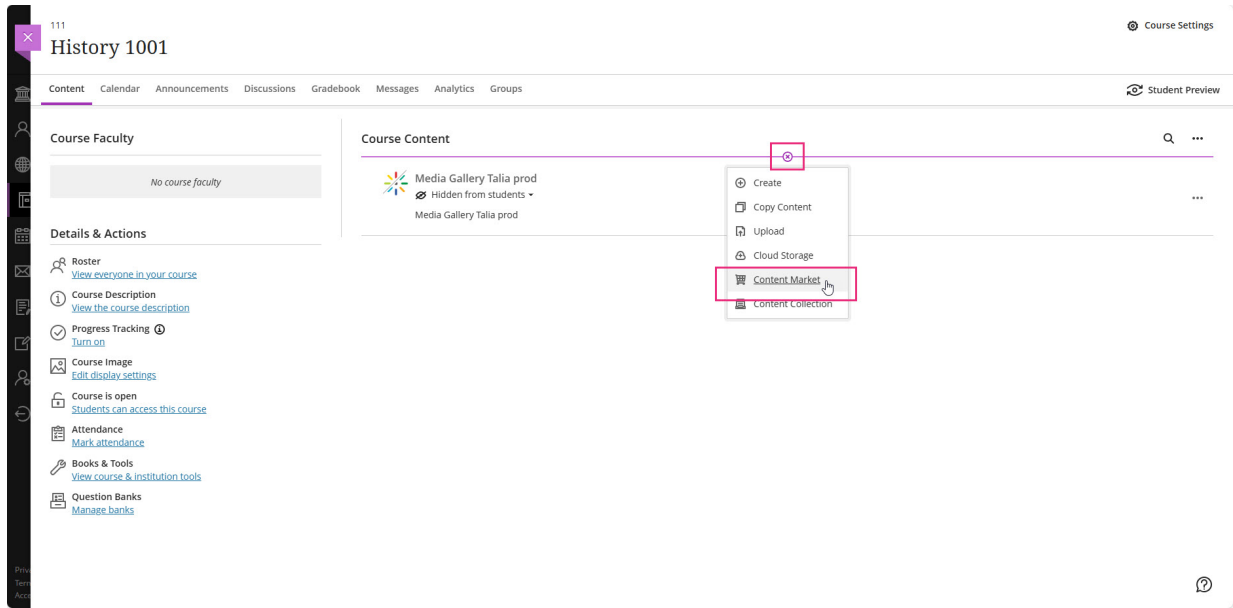 111
History 1001
Course Settings
Content Calendar Announcements Discussions Gradebook Messages Analytics Groups
Student Preview
Course Faculty
No course faculty
Details & Actions
Roster
View everyone in your course
Course Description
View the course description
Progress Tracking
Turn on
Course Image
Edit display settings
Course is open
Students can access this course
Attendance
Mark attendance
Books & Tools
View course & institution tools
Question Banks
Manage banks
Course Content
Media Gallery Talia prod
Hidden from students
Media Gallery Talia prod
Create
Copy Content
Upload
Cloud Storage
Content Market
Content Collection